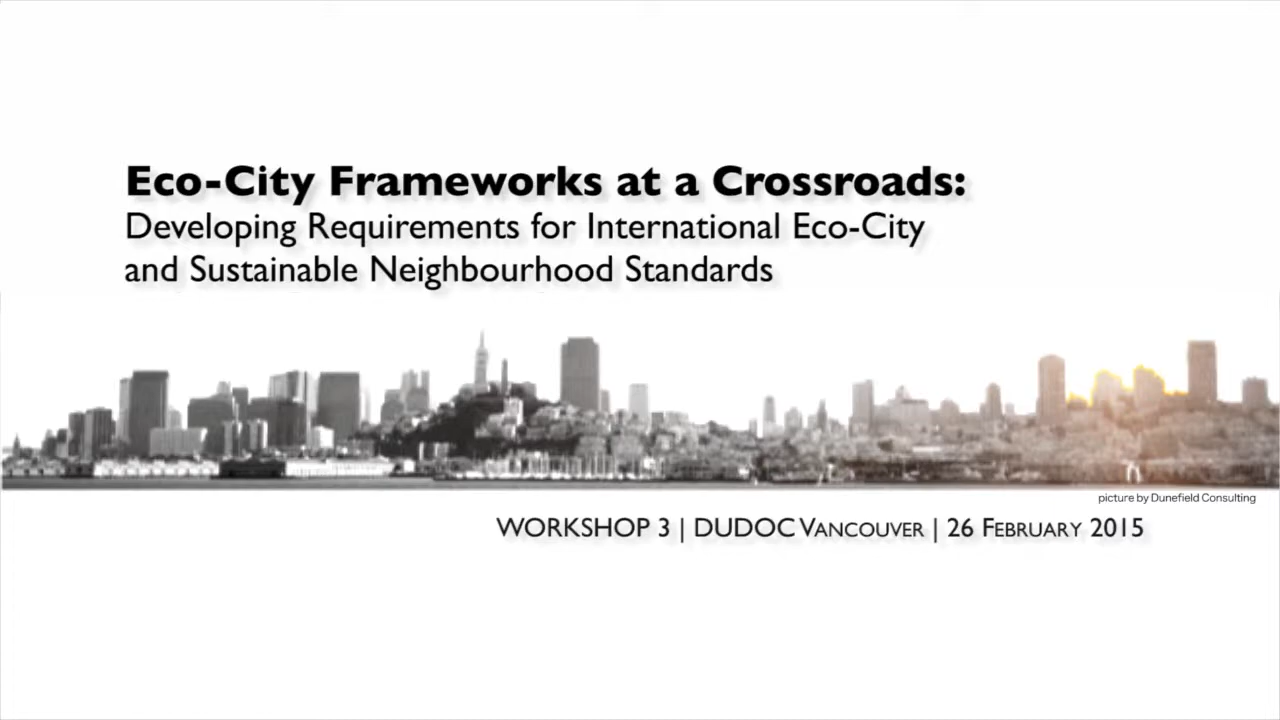 Eco-City Frameworks at a Crossroads:
Developing Requirements for International Eco-City
and Sustainable Neighbourhood Standards
picture by Dunefield Consulting
WORKSHOP 3 | DUDOC VANCOUVER | 26 FEBRUARY 2015